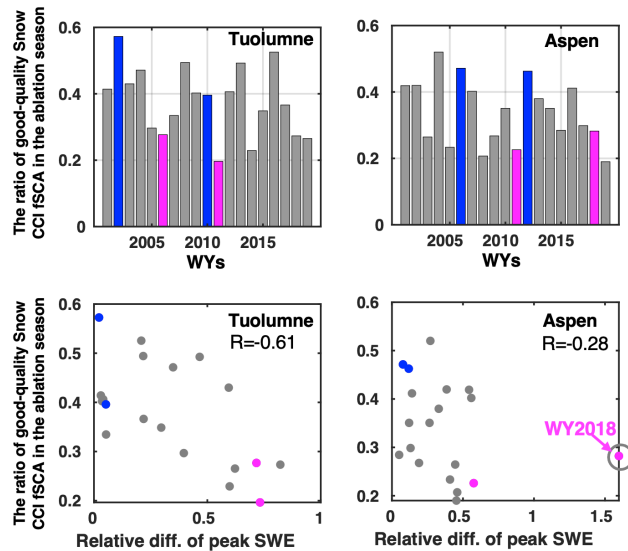 The ratio of good-quality Snow
CCI fSCA in the ablation season
0.6
0.4
0.2
0
Tuolumne
2005
2010
2015
WYs
0.6
0.4
0.2
0
Aspen
2005
2010
2015
WYs
The ratio of good-quality Snow
CCI fSCA in the ablation season
0.6
0.5
0.4
0.3
0.2
Tuolumne
R=-0.61
0
0.5
1
Relative diff. of peak SWE
0.6
0.5
0.4
0.3
0.2
Aspen
R=-0.28
WY2018
0
0.5
1
1.5
Relative diff. of peak SWE